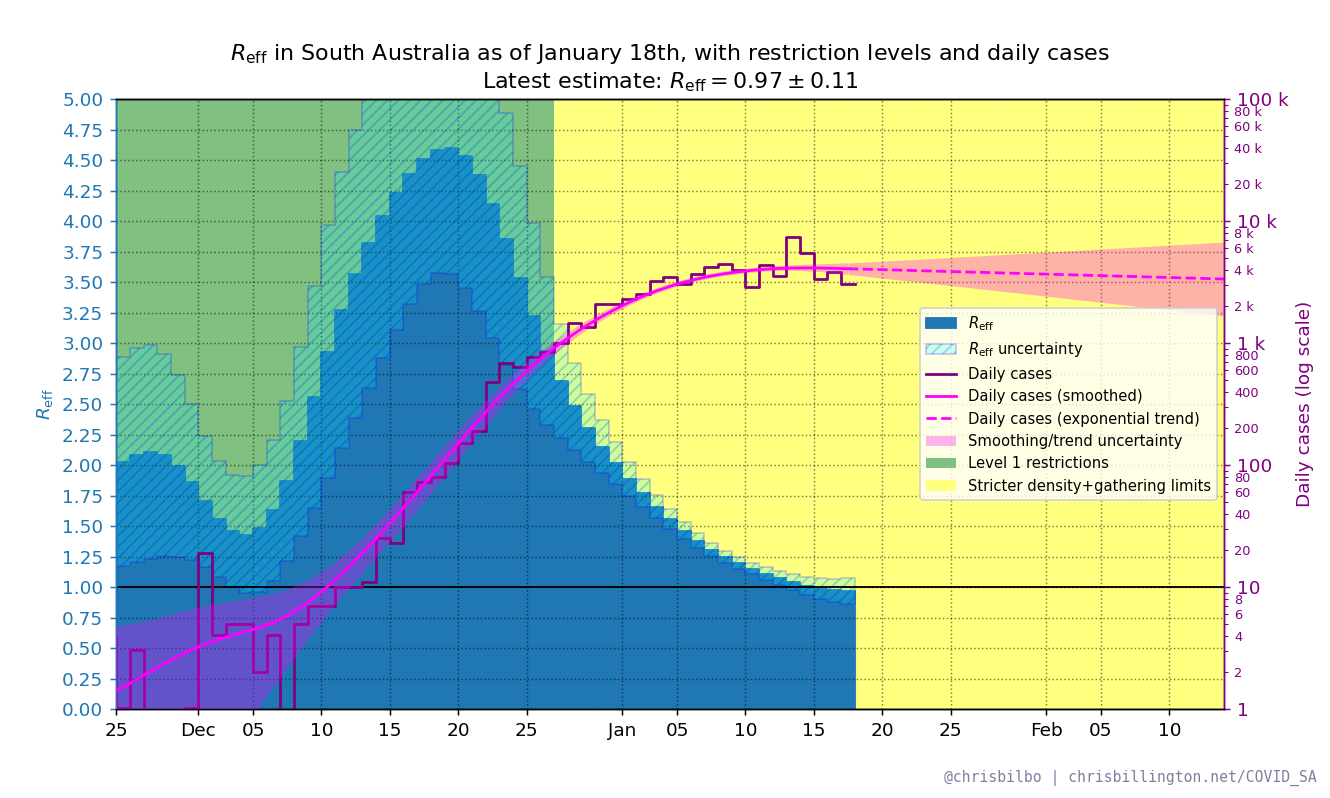 R_eff in South Australia as of January 18th, with restriction levels and daily cases
Latest estimate: R_eff = 0.97 ± 0.11
5.00
4.75
4.50
4.25
4.00
3.75
3.50
3.25
3.00
2.75
2.50
2.25
2.00
1.75
1.50
1.25
1.00
0.75
0.50
0.25
0.00
R_eff
100 k
80 k
60 k
40 k
20 k
10 k
8 k
6 k
4 k
2 k
1 k
800
600
400
200
100
80
60
40
20
10
8
6
4
2
1
Daily cases (log scale)
R_eff
R_eff uncertainty
Daily cases
Daily cases (smoothed)
Daily cases (exponential trend)
Smoothing/trend uncertainty
Level 1 restrictions
Stricter density+gathering limits
25 Dec 05 10 15 20 25 Jan 05 10 15 20 25 Feb 05 10
@chrisbilbo | chrisbillington.net/COVID_SA